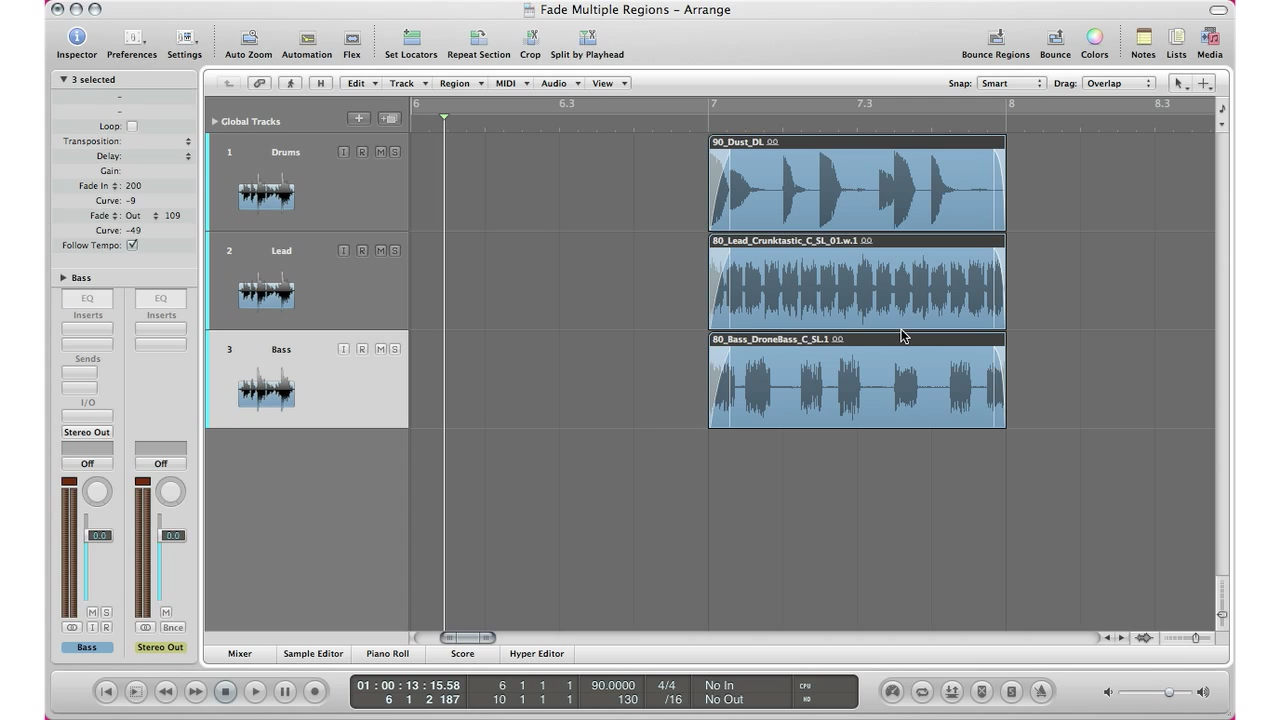 Fade Multiple Regions – Arrange
Inspector Preferences Settings Auto Zoom Automation Flex Set Locators Repeat Section Crop Split by Playhead Bounce Regions Bounce Colors Notes Lists Media
3 selected
-
-
Loop:
Transposition:
Delay:
Gain:
Fade In : 200
Curve: -9
Fade : Out 109
Curve: -49
Follow Tempo:
Bass
EQ EQ
Inserts Inserts
Sends
I/O
Stereo Out
Off Off
0.0 0.0
M S M
I R Bnce
Bass Stereo Out
H Edit Track Region MIDI Audio View Snap: Smart Drag: Overlap
6 6.3 7 7.3 8 8.3
Global Tracks
1 Drums I R M S
90_Dust_DL
2 Lead I R M S
80_Lead_Crunktastic_C_SL_01.w.1
3 Bass I R M S
80_Bass_DroneBass_C_SL.1
Mixer Sample Editor Piano Roll Score Hyper Editor
01 : 00 : 13 : 15.58 6 1 1 1 90.0000 4/4 No In CPU
6 1 2 187 10 1 1 1 130 /16 No Out HD